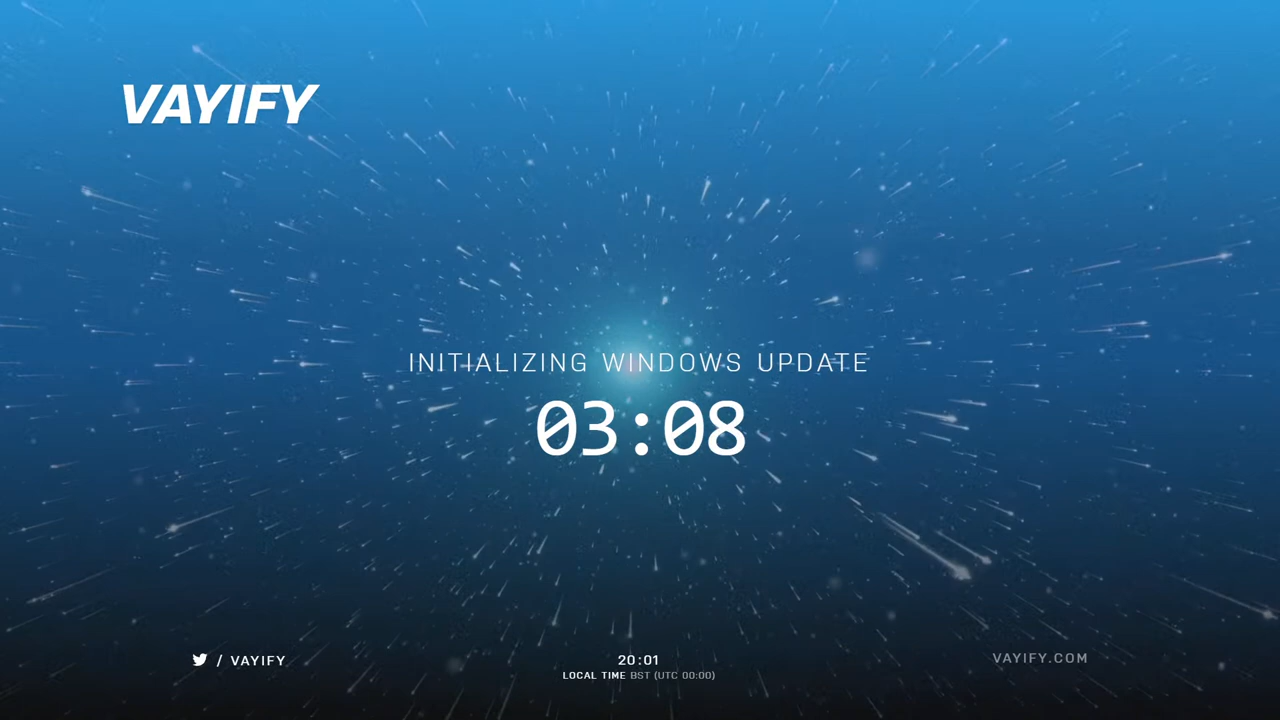 VAYIFY
INITIALIZING WINDOWS UPDATE
03:08
/ VAYIFY
20:01
LOCAL TIME BST (UTC 00:00)
VAYIFY.COM